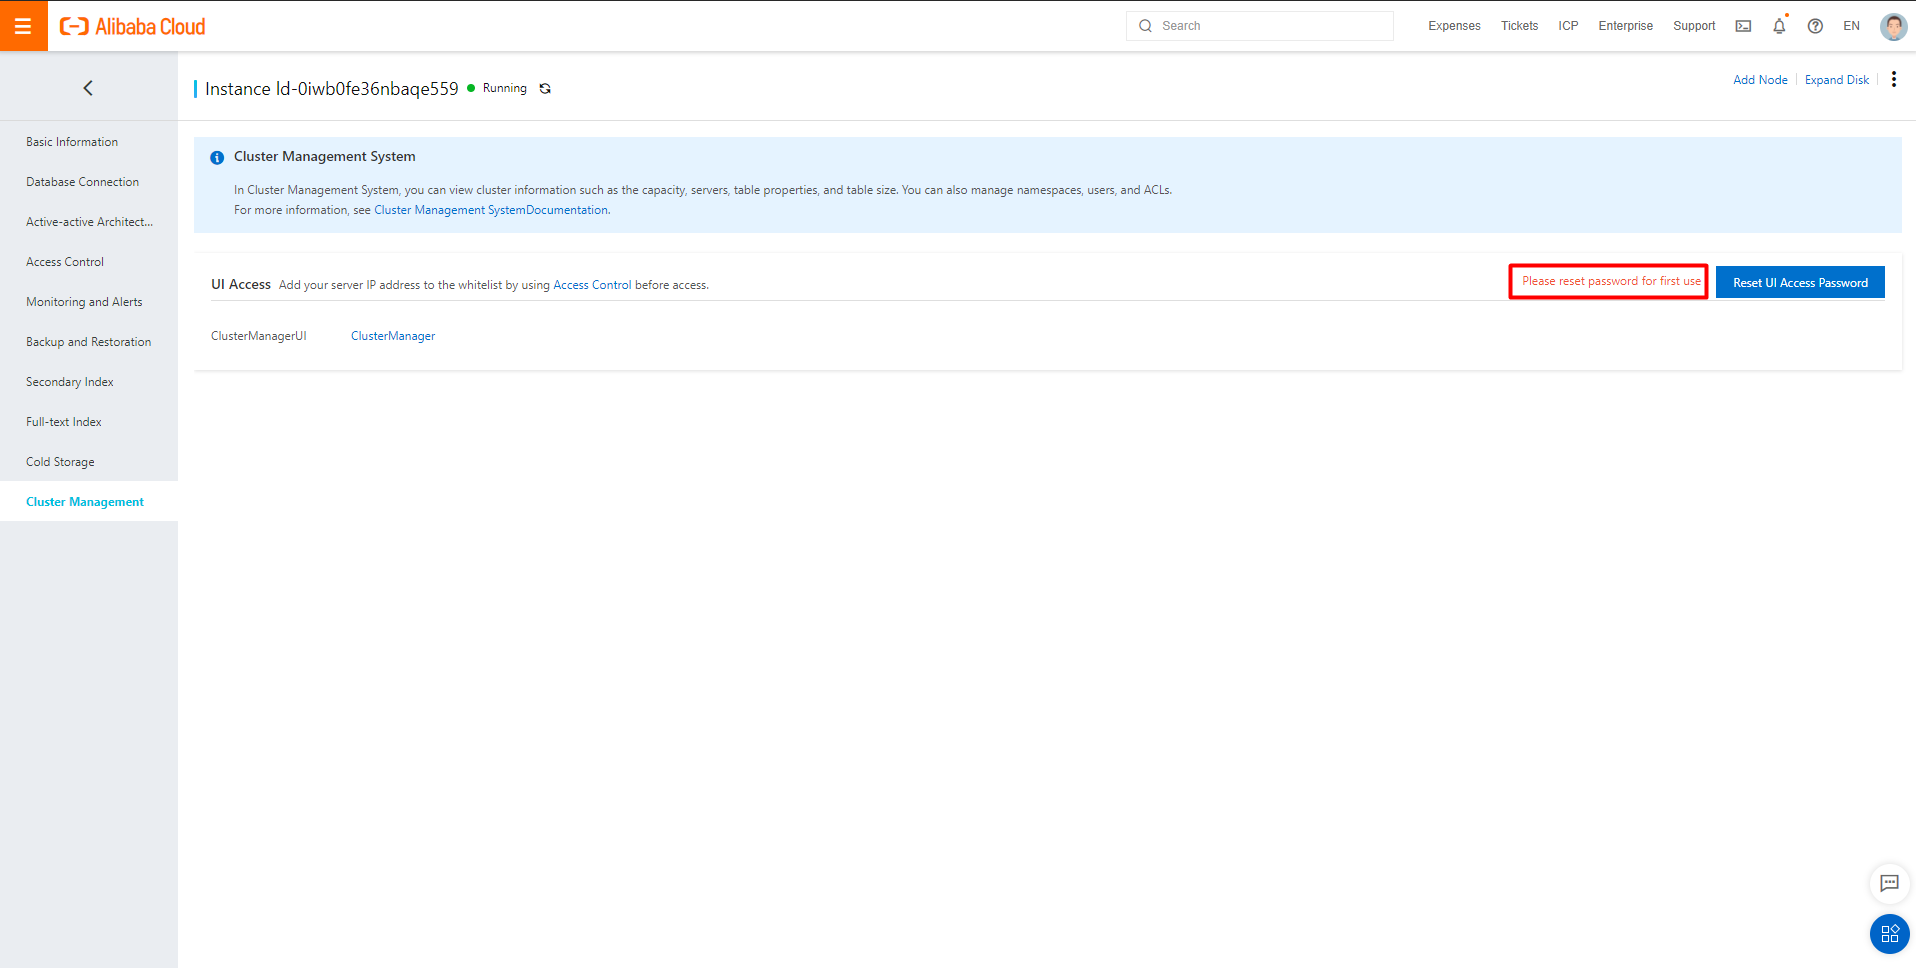 Alibaba Cloud
Search
Expenses
Tickets
ICP
Enterprise
Support
EN
Instance ld-0iwb0fe36nbaqe559
Running
Add Node
Expand Disk
Basic Information
Database Connection
Active-active Architect...
Access Control
Monitoring and Alerts
Backup and Restoration
Secondary Index
Full-text Index
Cold Storage
Cluster Management
Cluster Management System
In Cluster Management System, you can view cluster information such as the capacity, servers, table properties, and table size. You can also manage namespaces, users, and ACLs.
For more information, see Cluster Management SystemDocumentation.
UI Access Add your server IP address to the whitelist by using Access Control before access.
Please reset password for first use
Reset UI Access Password
ClusterManagerUI
ClusterManager